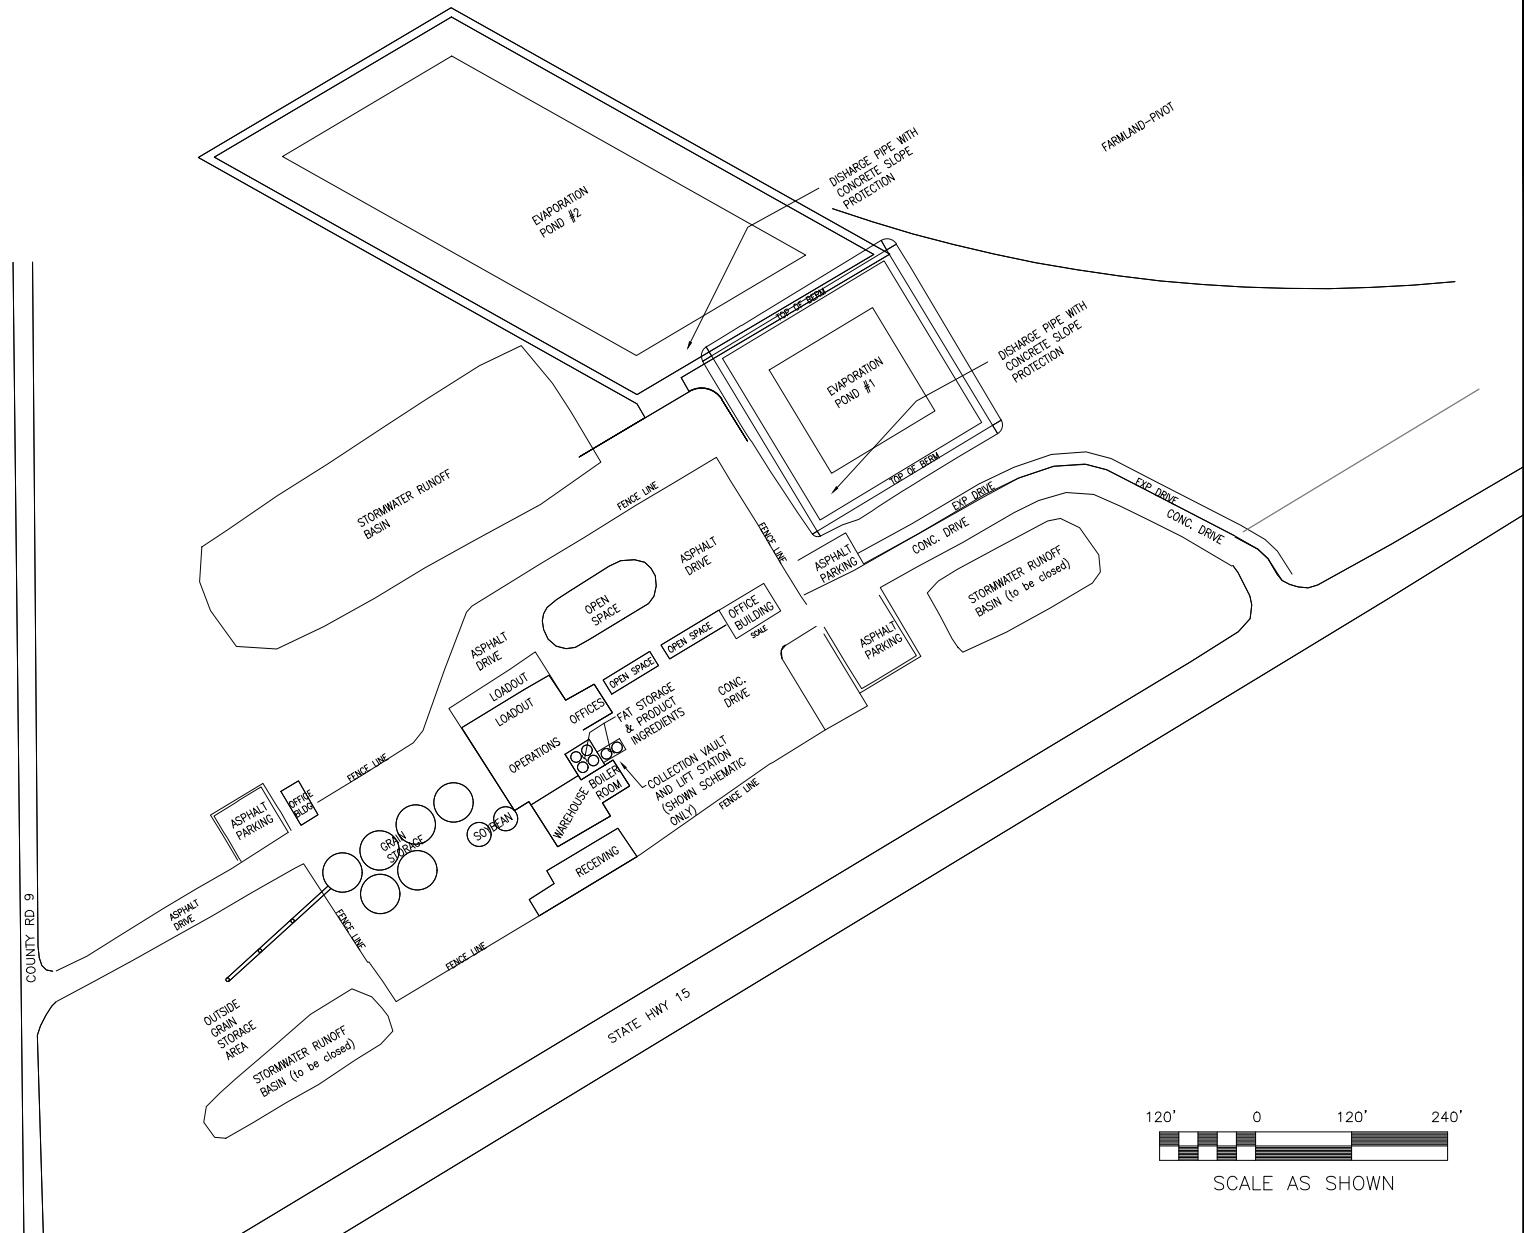 FARMLAND-PIVOT
DISHARGE PIPE WITH
CONCRETE SLOPE
PROTECTION
EVAPORATION
POND #2
TOP OF BERM
DISHARGE PIPE WITH
CONCRETE SLOPE
PROTECTION
EVAPORATION
POND #1
TOP OF BERM
STORMWATER RUNOFF
BASIN
FENCE LINE
FENCE LINE
EXP DRIVE
CONC. DRIVE
EXP DRIVE
CONC. DRIVE
ASPHALT
DRIVE
ASPHALT
PARKING
STORMWATER RUNOFF
BASIN (to be closed)
OPEN
SPACE
OFFICE
BUILDING
SCALE
OPEN SPACE
OPEN SPACE
ASPHALT
PARKING
ASPHALT
DRIVE
LOADOUT
LOADOUT
OFFICES
FAT STORAGE
& PRODUCT
INGREDIENTS
CONC.
DRIVE
OPERATIONS
COLLECTION VAULT
AND LIFT STATION
(SHOWN SCHEMATIC
ONLY)
FENCE LINE
BOILER
ROOM
WAREHOUSE
FENCE LINE
OFFICE
BLDG
ASPHALT
PARKING
SOYBEAN
GRAIN
STORAGE
RECEIVING
ASPHALT
DRIVE
FENCE LINE
FENCE LINE
COUNTY RD 9
OUTSIDE
GRAIN
STORAGE
AREA
STORMWATER RUNOFF
BASIN (to be closed)
STATE HWY 15
120' 0 120' 240'
SCALE AS SHOWN